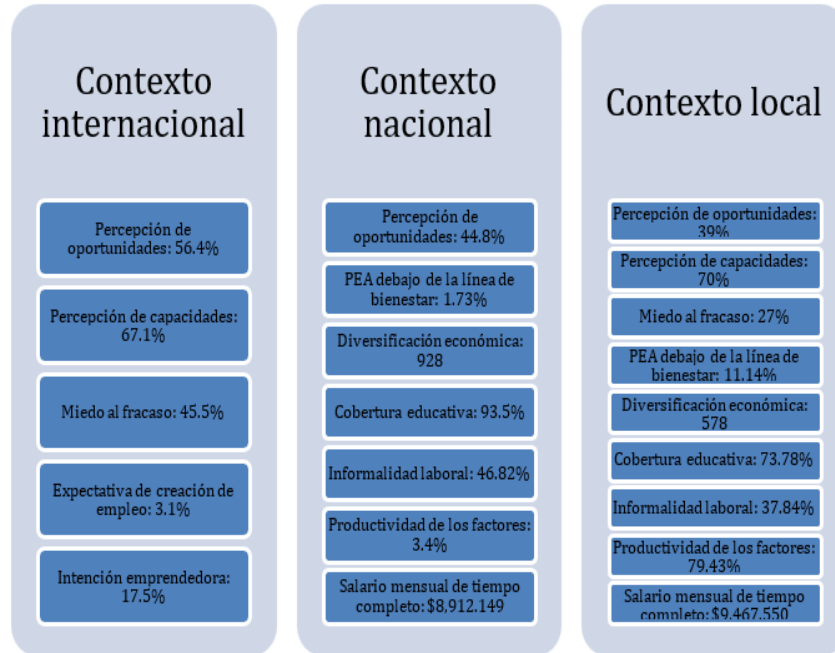 Contexto
internacional
Percepción de
oportunidades: 56.4%
Percepción de capacidades:
67.1%
Miedo al fracaso: 45.5%
Expectativa de creación de
empleo: 3.1%
Intención emprendedora:
17.5%
Contexto
nacional
Percepción de
oportunidades: 44.8%
PEA debajo de la línea de
bienestar: 1.73%
Diversificación económica:
928
Cobertura educativa: 93.5%
Informalidad laboral: 46.82%
Productividad de los factores:
3.4%
Salario mensual de tiempo
completo: $8,912.149
Contexto local
Percepción de oportunidades:
39%
Percepción de capacidades:
70%
Miedo al fracaso: 27%
PEA debajo de la línea de
bienestar: 11.14%
Diversificación económica:
578
Cobertura educativa: 73.78%
Informalidad laboral: 37.84%
Productividad de los factores:
79.43%
Salario mensual de tiempo
completo: $9,467.550